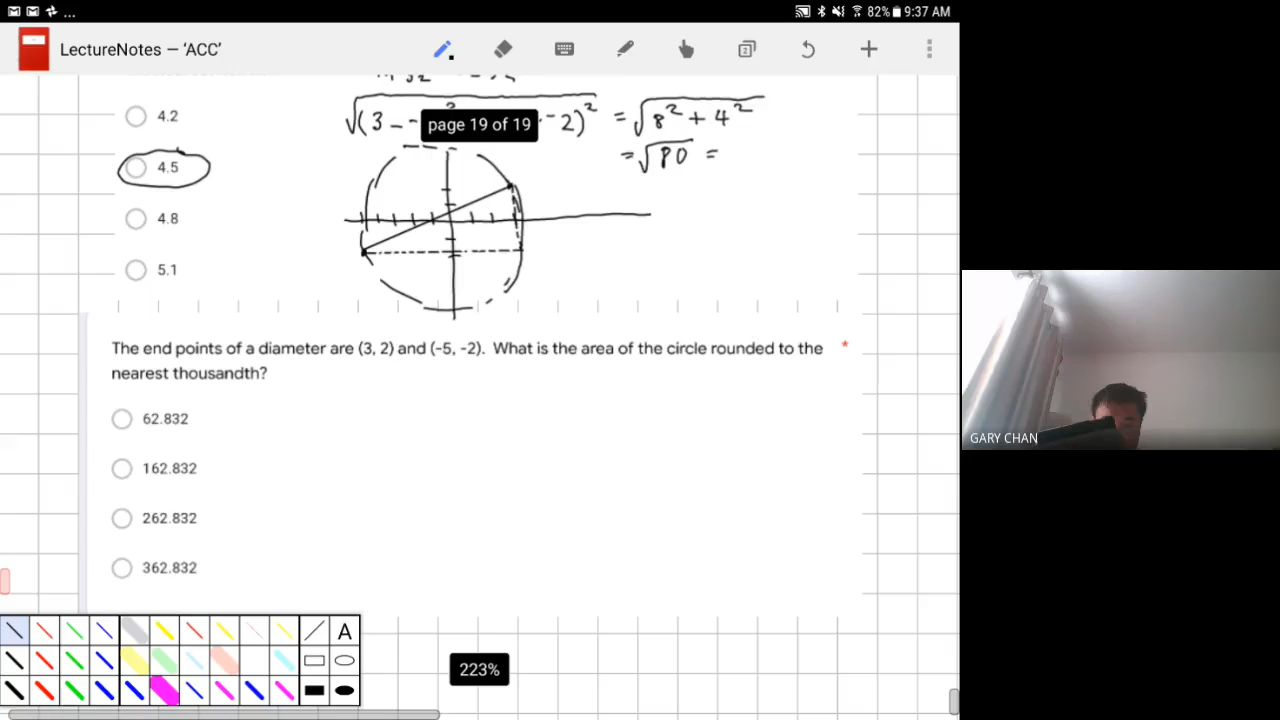 82% 9:37 AM
LectureNotes — 'ACC'
4.2
√(3 - - -2)² = √8² + 4²
page 19 of 19
= √80 =
4.5
4.8
5.1
The end points of a diameter are (3, 2) and (-5, -2). What is the area of the circle rounded to the *
nearest thousandth?
62.832
162.832
262.832
362.832
GARY CHAN
A
223%